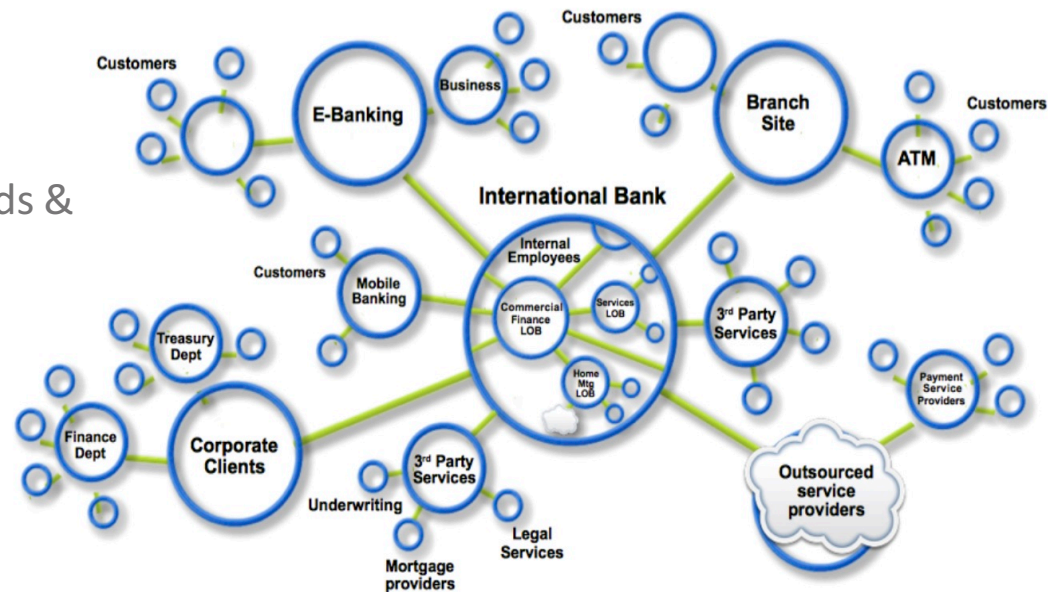 Customers
E-Banking
Business
Customers
Branch
Site
ATM
Customers
ds &
International Bank
Internal
Employees
Commercial
Finance
LOB
Services
LOB
Home
Mtg
LOB
Customers
Mobile
Banking
3rd Party
Services
Treasury
Dept
Finance
Dept
Corporate
Clients
3rd Party
Services
Underwriting
Mortgage
providers
Legal
Services
Payment
Service
Providers
Outsourced
service
providers